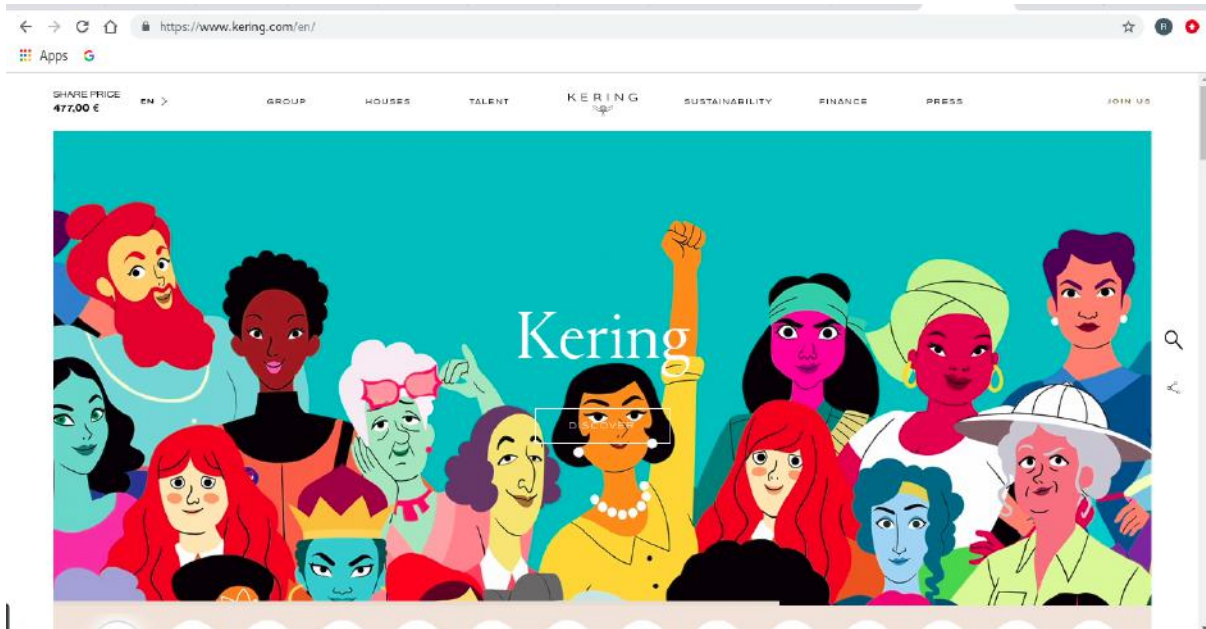 https://www.kering.com/en/
Apps
SHARE PRICE
477,00 €
EN >
GROUP
HOUSES
TALENT
KERING
SUSTAINABILITY
FINANCE
PRESS
JOIN US
Kering
DISCOVER